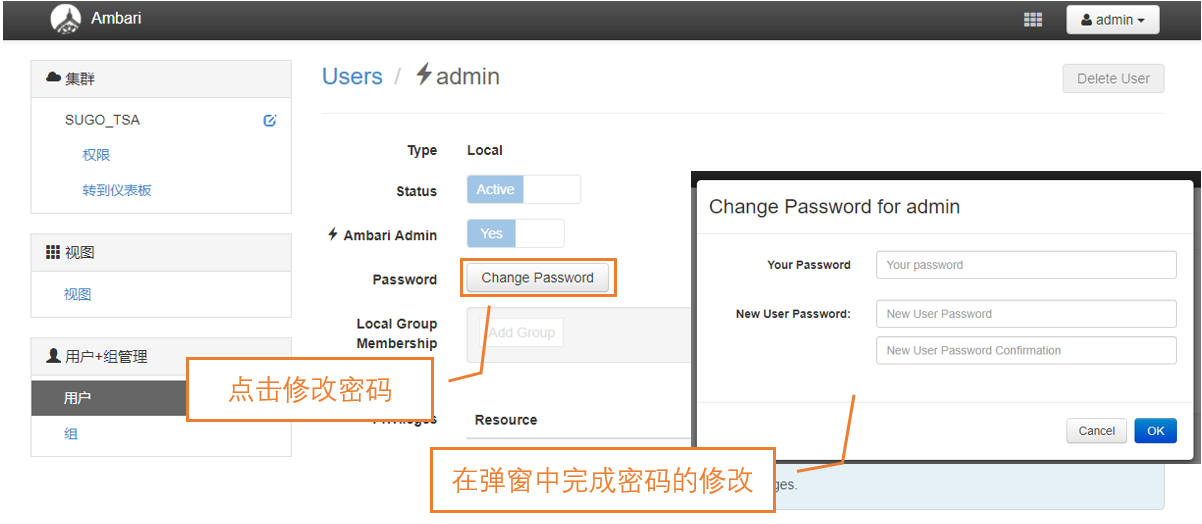 Ambari
admin
集群
SUGO_TSA
权限
转到仪表板
视图
视图
用户+组管理
用户
组
Users / admin
Delete User
Type Local
Status Active
Ambari Admin Yes
Password Change Password
Local Group
Membership
Add Group
Resource
点击修改密码
在弹窗中完成密码的修改
Change Password for admin
Your Password Your password
New User Password: New User Password
New User Password Confirmation
Cancel OK